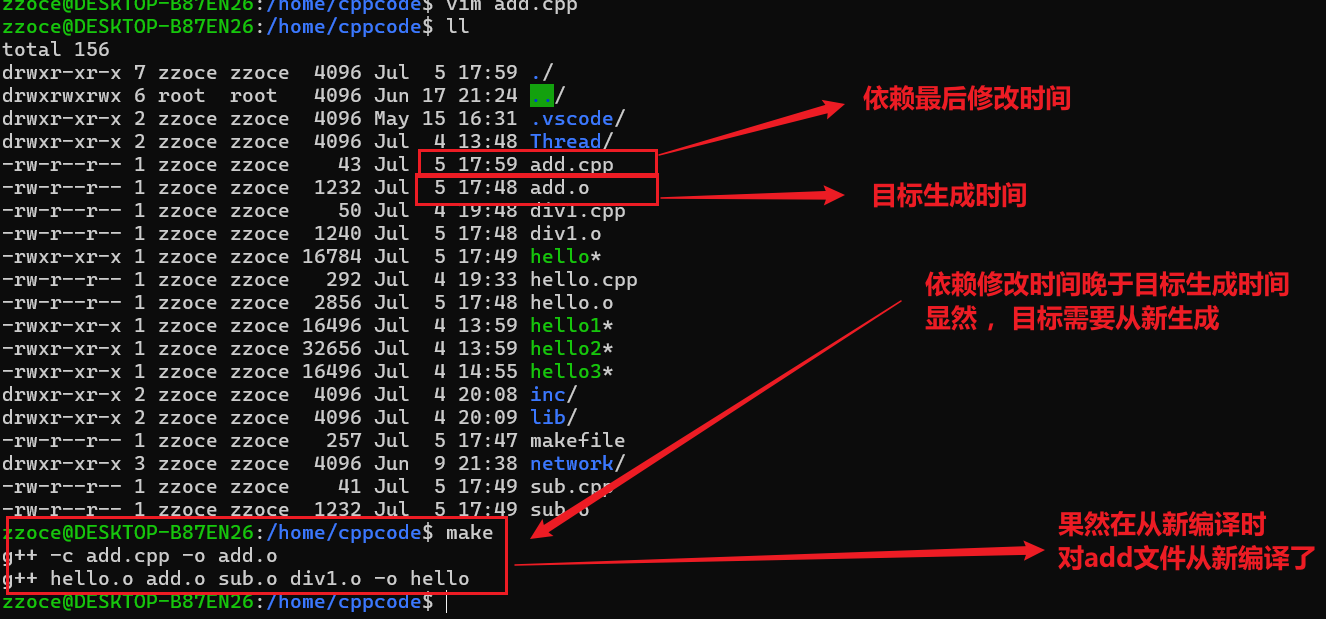 zzoce@DESKTOP-B87EN26:/home/cppcode$ vim add.cpp
zzoce@DESKTOP-B87EN26:/home/cppcode$ ll
total 156
drwxr-xr-x 7 zzoce zzoce  4096 Jul  5 17:59 ./
drwxrwxrwx 6 root  root   4096 Jun 17 21:24 ../
drwxr-xr-x 2 zzoce zzoce  4096 May 15 16:31 .vscode/
drwxr-xr-x 2 zzoce zzoce  4096 Jul  4 13:48 Thread/
-rw-r--r-- 1 zzoce zzoce    43 Jul  5 17:59 add.cpp
-rw-r--r-- 1 zzoce zzoce  1232 Jul  5 17:48 add.o
-rw-r--r-- 1 zzoce zzoce    50 Jul  4 19:48 div1.cpp
-rw-r--r-- 1 zzoce zzoce  1240 Jul  5 17:48 div1.o
-rwxr-xr-x 1 zzoce zzoce 16784 Jul  5 17:49 hello*
-rw-r--r-- 1 zzoce zzoce   292 Jul  4 19:33 hello.cpp
-rw-r--r-- 1 zzoce zzoce  2856 Jul  5 17:48 hello.o
-rwxr-xr-x 1 zzoce zzoce 16496 Jul  4 13:59 hello1*
-rwxr-xr-x 1 zzoce zzoce 32656 Jul  4 13:59 hello2*
-rwxr-xr-x 1 zzoce zzoce 16496 Jul  4 14:55 hello3*
drwxr-xr-x 2 zzoce zzoce  4096 Jul  4 20:08 inc/
drwxr-xr-x 2 zzoce zzoce  4096 Jul  4 20:09 lib/
-rw-r--r-- 1 zzoce zzoce   257 Jul  5 17:47 makefile
drwxr-xr-x 3 zzoce zzoce  4096 Jun  9 21:38 network/
-rw-r--r-- 1 zzoce zzoce    41 Jul  5 17:49 sub.cpp
-rw-r--r-- 1 zzoce zzoce  1232 Jul  5 17:49 sub.o
zzoce@DESKTOP-B87EN26:/home/cppcode$ make
g++ -c add.cpp -o add.o
g++ hello.o add.o sub.o div1.o -o hello
zzoce@DESKTOP-B87EN26:/home/cppcode$
依赖最后修改时间
目标生成时间
依赖修改时间晚于目标生成时间
显然 ，目标需要从新生成
果然在从新编译时
对add文件从新编译了